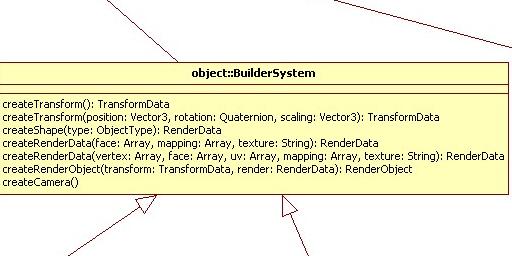 object::BuilderSystem
createTransform(): TransformData
createTransform(position: Vector3, rotation: Quaternion, scaling: Vector3): TransformData
createShape(type: ObjectType): RenderData
createRenderData(face: Array, mapping: Array, texture: String): RenderData
createRenderData(vertex: Array, face: Array, uv: Array, mapping: Array, texture: String): RenderData
createRenderObject(transform: TransformData, render: RenderData): RenderObject
createCamera()